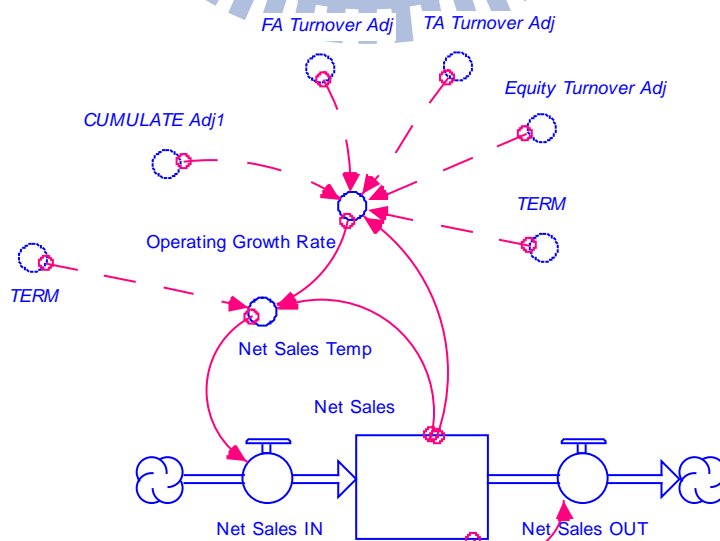 FA Turnover Adj
TA Turnover Adj
Equity Turnover Adj
CUMULATE Adj1
TERM
Operating Growth Rate
TERM
Net Sales Temp
Net Sales
Net Sales IN
Net Sales OUT